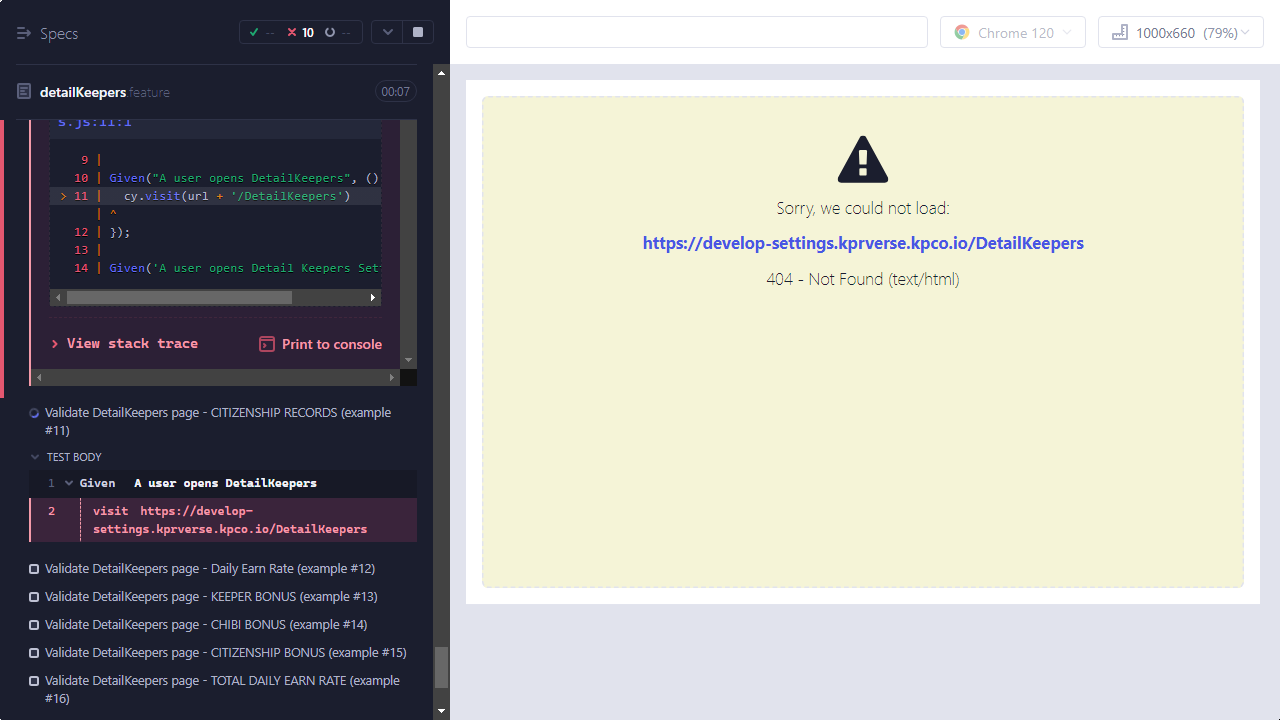 Specs
-- 10 --
Chrome 120
1000x660 (79%)
detailKeepers.feature
00:07
s.js:11:1
9 |
10 | Given("A user opens DetailKeepers", ()
> 11 |   cy.visit(url + '/DetailKeepers')
| ^
12 | });
13 |
14 | Given('A user opens Detail Keepers Set
View stack trace
Print to console
Validate DetailKeepers page - CITIZENSHIP RECORDS (example
#11)
TEST BODY
1 Given A user opens DetailKeepers
2 visit https://develop-
settings.kprverse.kpco.io/DetailKeepers
Validate DetailKeepers page - Daily Earn Rate (example #12)
Validate DetailKeepers page - KEEPER BONUS (example #13)
Validate DetailKeepers page - CHIBI BONUS (example #14)
Validate DetailKeepers page - CITIZENSHIP BONUS (example #15)
Validate DetailKeepers page - TOTAL DAILY EARN RATE (example
#16)
Sorry, we could not load:
https://develop-settings.kprverse.kpco.io/DetailKeepers
404 - Not Found (text/html)